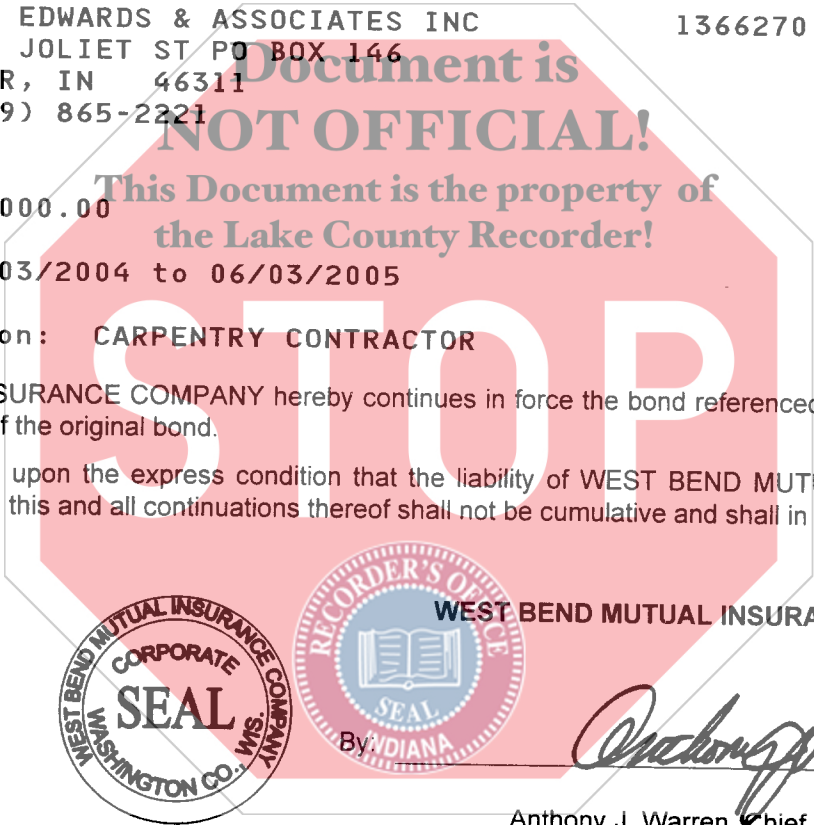 EDWARDS & ASSOCIATES INC 1366270
JOLIET ST PO BOX 146
R, IN 46311
9) 865-2221
Document is
NOT OFFICIAL!
This Document is the property of
the Lake County Recorder!
000.00
03/2004 to 06/03/2005
on: CARPENTRY CONTRACTOR
STOP
SURANCE COMPANY hereby continues in force the bond referenced
f the original bond.
upon the express condition that the liability of WEST BEND MUT
this and all continuations thereof shall not be cumulative and shall in
WEST BEND MUTUAL INSURA
WEST BEND MUTUAL INSURANCE COMPANY
CORPORATE
SEAL
WASHINGTON CO., WIS.
RECORDER'S OFFICE
SEAL
INDIANA
By:
Anthony J. Warren Chief